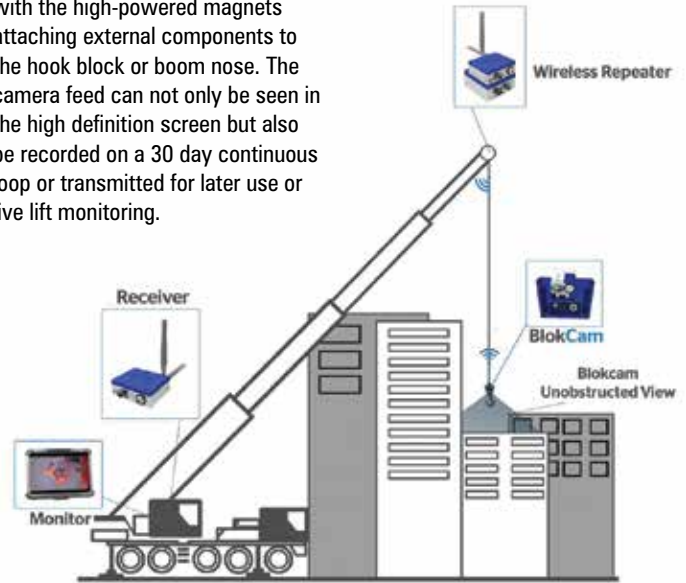 with the high-powered magnets
attaching external components to
the hook block or boom nose. The
camera feed can not only be seen in
the high definition screen but also
be recorded on a 30 day continuous
loop or transmitted for later use or
live lift monitoring.
Wireless Repeater
Receiver
BlokCam
Blokcam
Unobstructed View
Monitor